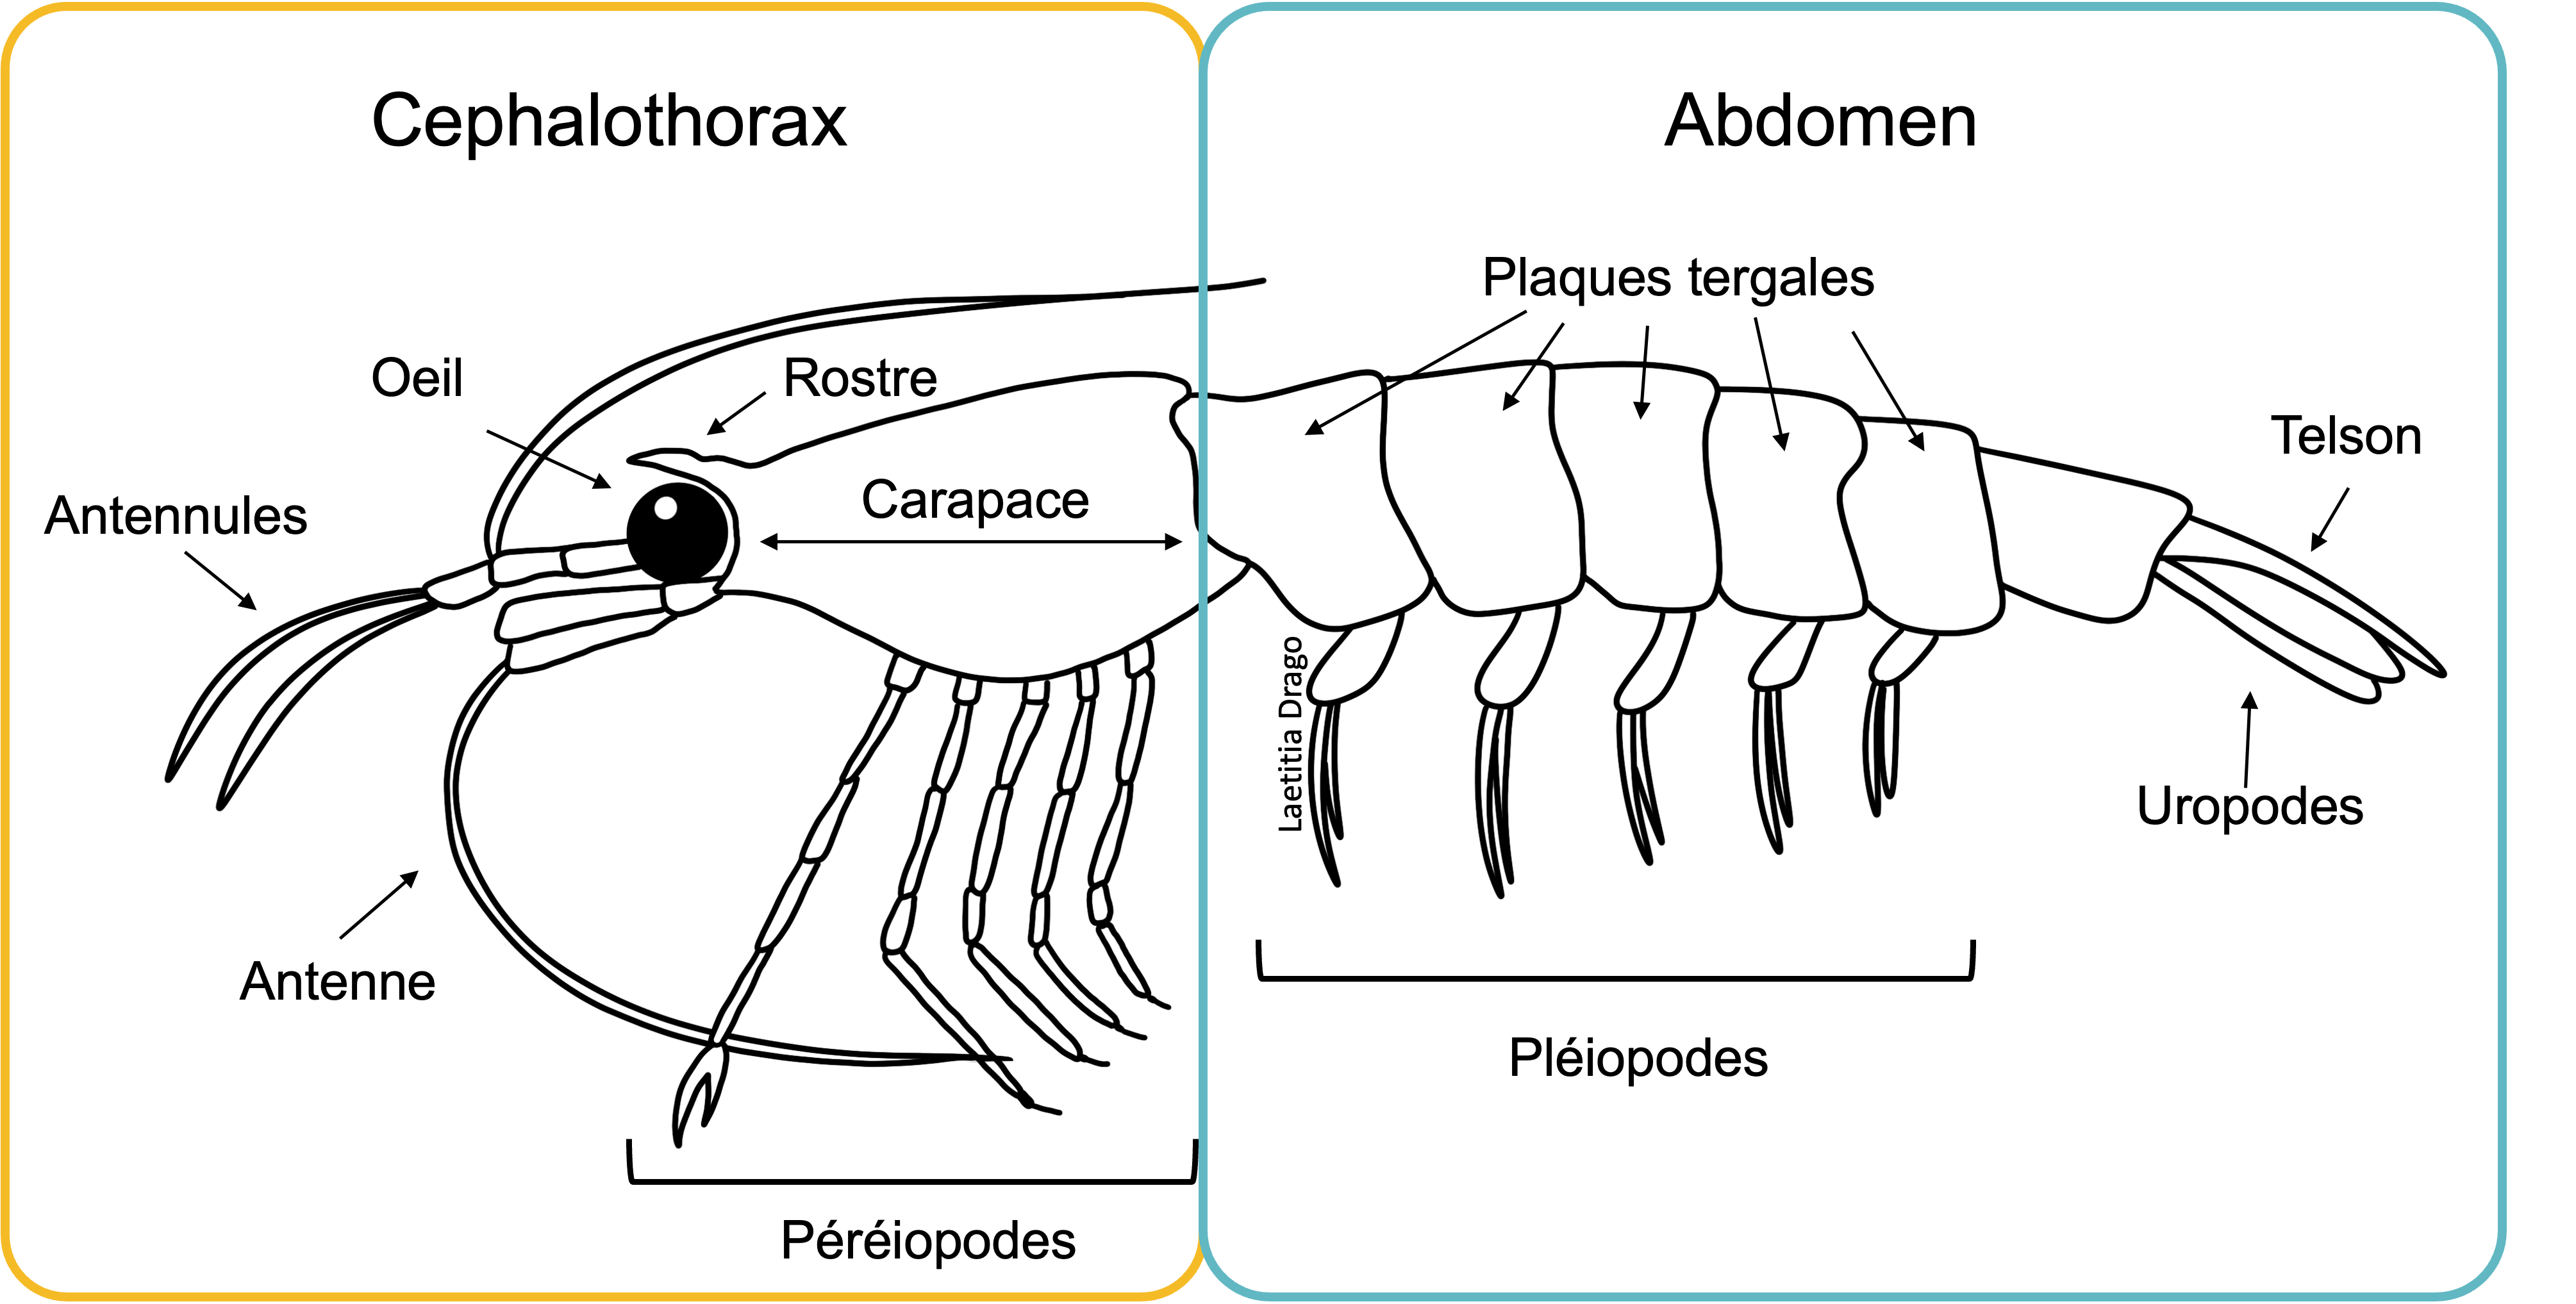 Cephalothorax
Abdomen
Plaques tergales
Oeil
Rostre
Telson
Antennules
Carapace
Laetitia Drago
Uropodes
Antenne
Pléiopodes
Péréiopodes